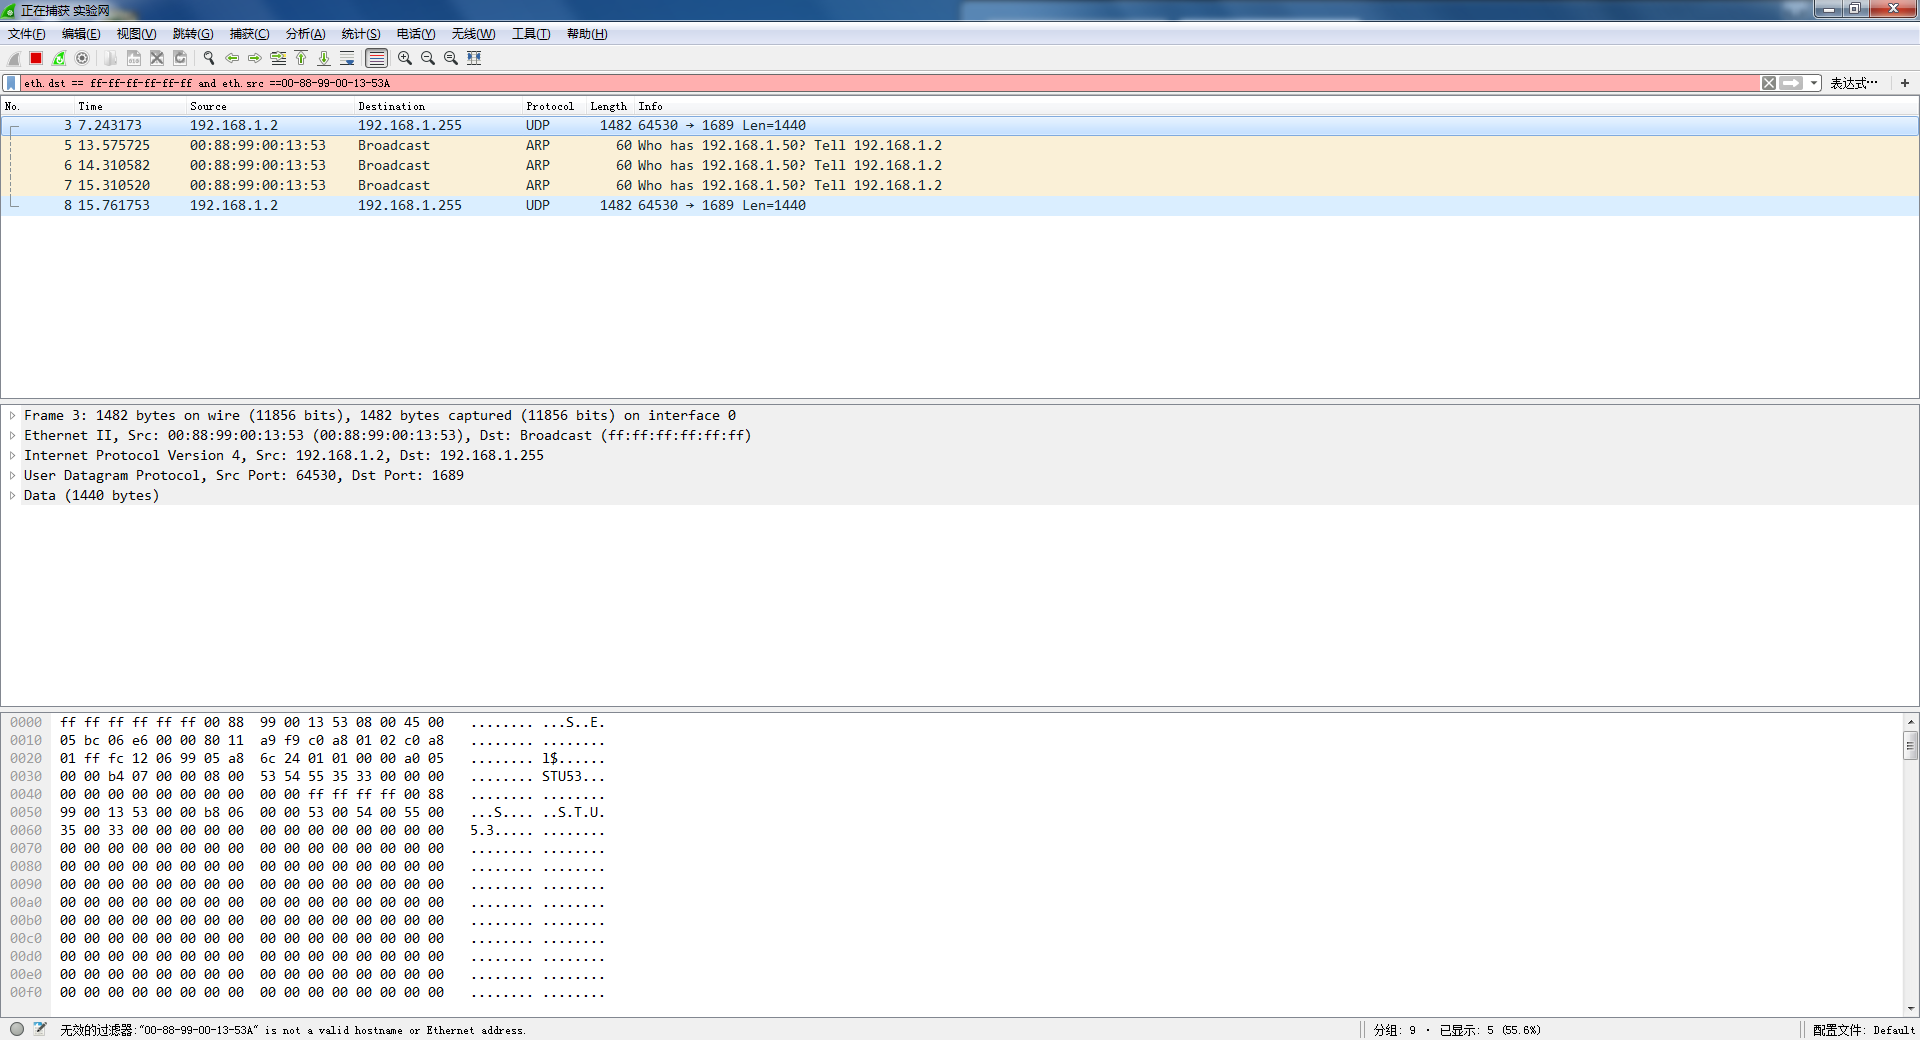 正在捕获 实验网
文件(F) 编辑(E) 视图(V) 跳转(G) 捕获(C) 分析(A) 统计(S) 电话(Y) 无线(W) 工具(T) 帮助(H)
eth.dst == ff-ff-ff-ff-ff-ff and eth.src ==00-88-99-00-13-53A 表达式… +
No. Time Source Destination Protocol Length Info
3 7.243173 192.168.1.2 192.168.1.255 UDP 1482 64530 → 1689 Len=1440
5 13.575725 00:88:99:00:13:53 Broadcast ARP 60 Who has 192.168.1.50? Tell 192.168.1.2
6 14.310582 00:88:99:00:13:53 Broadcast ARP 60 Who has 192.168.1.50? Tell 192.168.1.2
7 15.310520 00:88:99:00:13:53 Broadcast ARP 60 Who has 192.168.1.50? Tell 192.168.1.2
8 15.761753 192.168.1.2 192.168.1.255 UDP 1482 64530 → 1689 Len=1440
Frame 3: 1482 bytes on wire (11856 bits), 1482 bytes captured (11856 bits) on interface 0
Ethernet II, Src: 00:88:99:00:13:53 (00:88:99:00:13:53), Dst: Broadcast (ff:ff:ff:ff:ff:ff)
Internet Protocol Version 4, Src: 192.168.1.2, Dst: 192.168.1.255
User Datagram Protocol, Src Port: 64530, Dst Port: 1689
Data (1440 bytes)
0000 ff ff ff ff ff ff 00 88 99 00 13 53 08 00 45 00 ........ ...S..E.
0010 05 bc 06 e6 00 00 80 11 a9 f9 c0 a8 01 02 c0 a8 ........ ........
0020 01 ff fc 12 06 99 05 a8 6c 24 01 01 00 00 a0 05 ........ l$......
0030 00 00 b4 07 00 00 08 00 53 54 55 35 33 00 00 00 ........ STU53...
0040 00 00 00 00 00 00 00 00 00 00 ff ff ff ff 00 88 ........ ........
0050 99 00 13 53 00 00 b8 06 00 00 53 00 54 00 55 00 ...S.... ..S.T.U.
0060 35 00 33 00 00 00 00 00 00 00 00 00 00 00 00 00 5.3..... ........
0070 00 00 00 00 00 00 00 00 00 00 00 00 00 00 00 00 ........ ........
0080 00 00 00 00 00 00 00 00 00 00 00 00 00 00 00 00 ........ ........
0090 00 00 00 00 00 00 00 00 00 00 00 00 00 00 00 00 ........ ........
00a0 00 00 00 00 00 00 00 00 00 00 00 00 00 00 00 00 ........ ........
00b0 00 00 00 00 00 00 00 00 00 00 00 00 00 00 00 00 ........ ........
00c0 00 00 00 00 00 00 00 00 00 00 00 00 00 00 00 00 ........ ........
00d0 00 00 00 00 00 00 00 00 00 00 00 00 00 00 00 00 ........ ........
00e0 00 00 00 00 00 00 00 00 00 00 00 00 00 00 00 00 ........ ........
00f0 00 00 00 00 00 00 00 00 00 00 00 00 00 00 00 00 ........ ........
无效的过滤器:"00-88-99-00-13-53A" is not a valid hostname or Ethernet address. 分组: 9 · 已显示: 5 (55.6%) 配置文件: Default